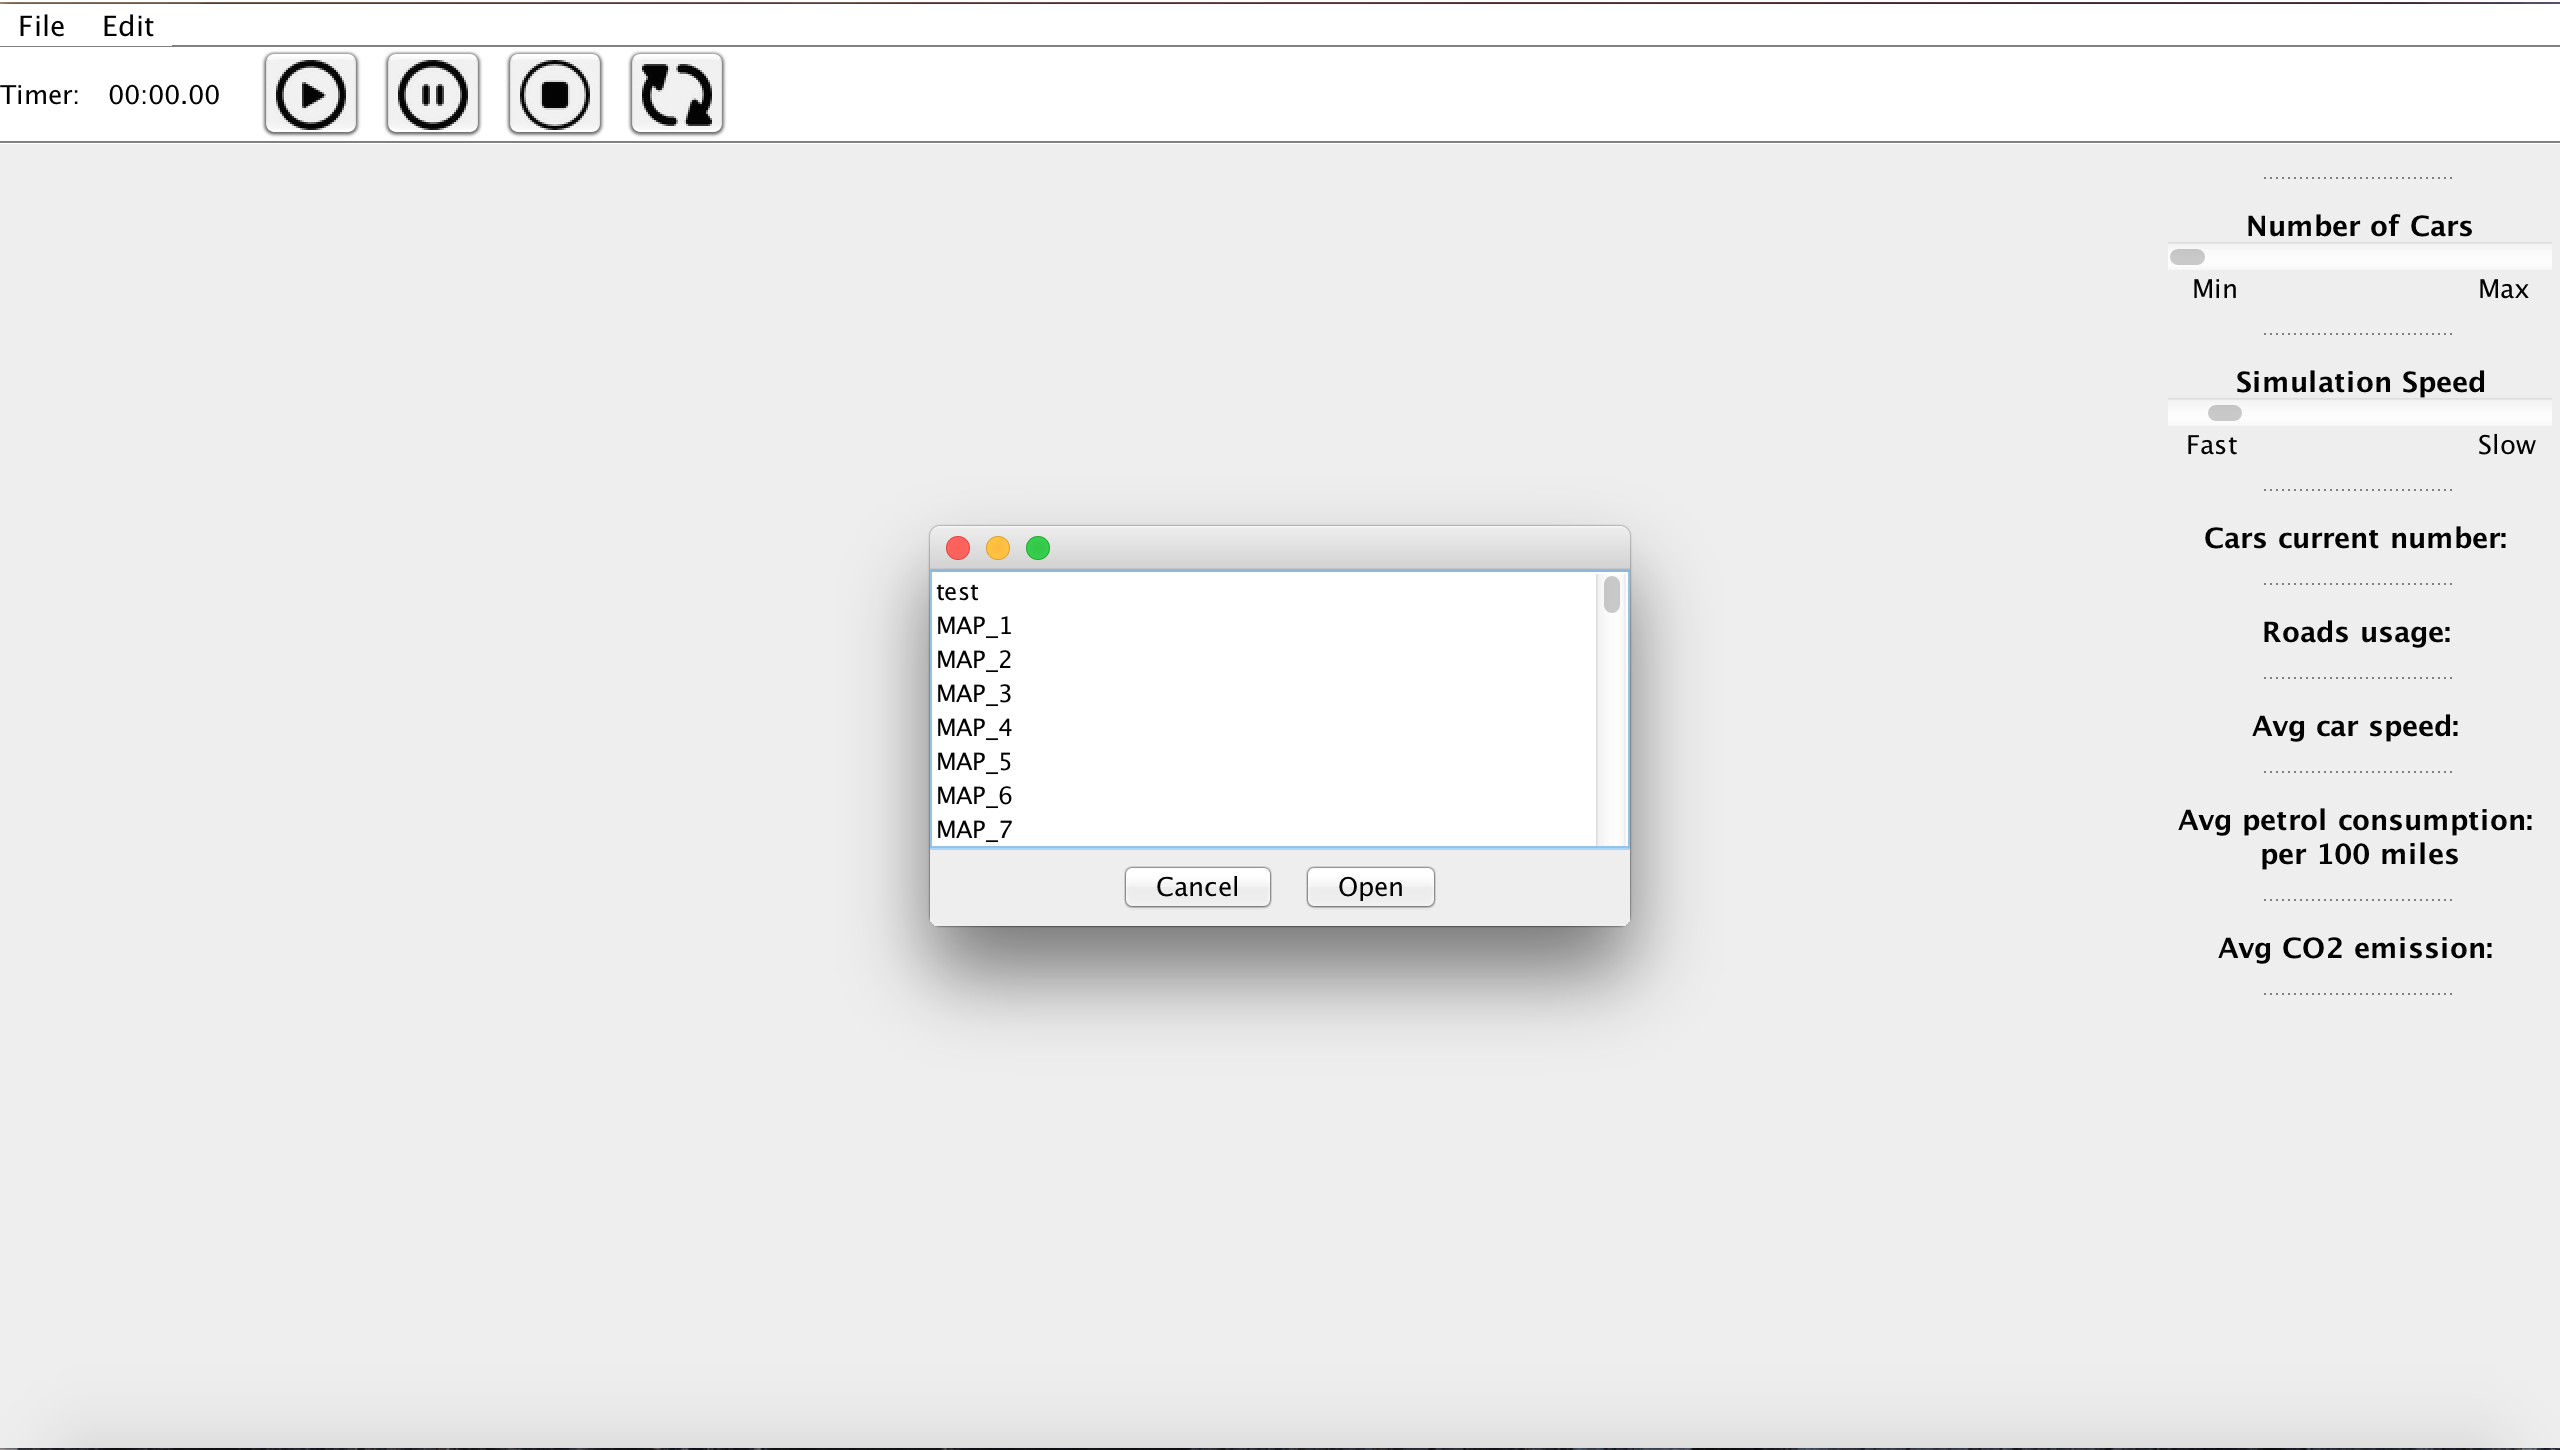 File Edit
Timer: 00:00.00
Number of Cars
Min Max
Simulation Speed
Fast Slow
Cars current number:
Roads usage:
Avg car speed:
Avg petrol consumption:
per 100 miles
Avg CO2 emission:
test
MAP_1
MAP_2
MAP_3
MAP_4
MAP_5
MAP_6
MAP_7
Cancel Open